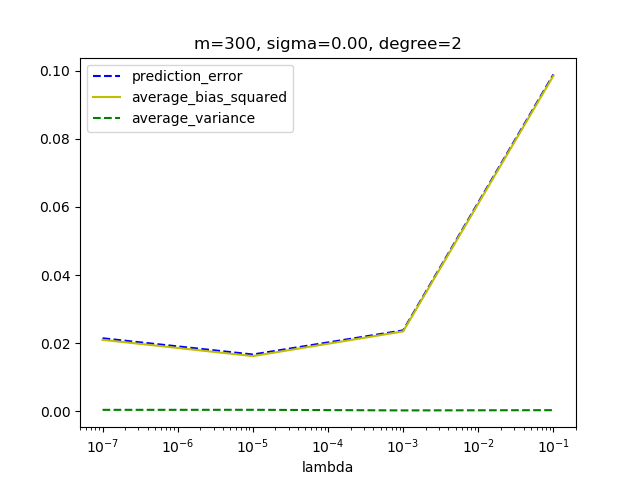 m=300, sigma=0.00, degree=2
prediction_error
average_bias_squared
average_variance
0.10
0.08
0.06
0.04
0.02
0.00
10⁻⁷ 10⁻⁶ 10⁻⁵ 10⁻⁴ 10⁻³ 10⁻² 10⁻¹
lambda